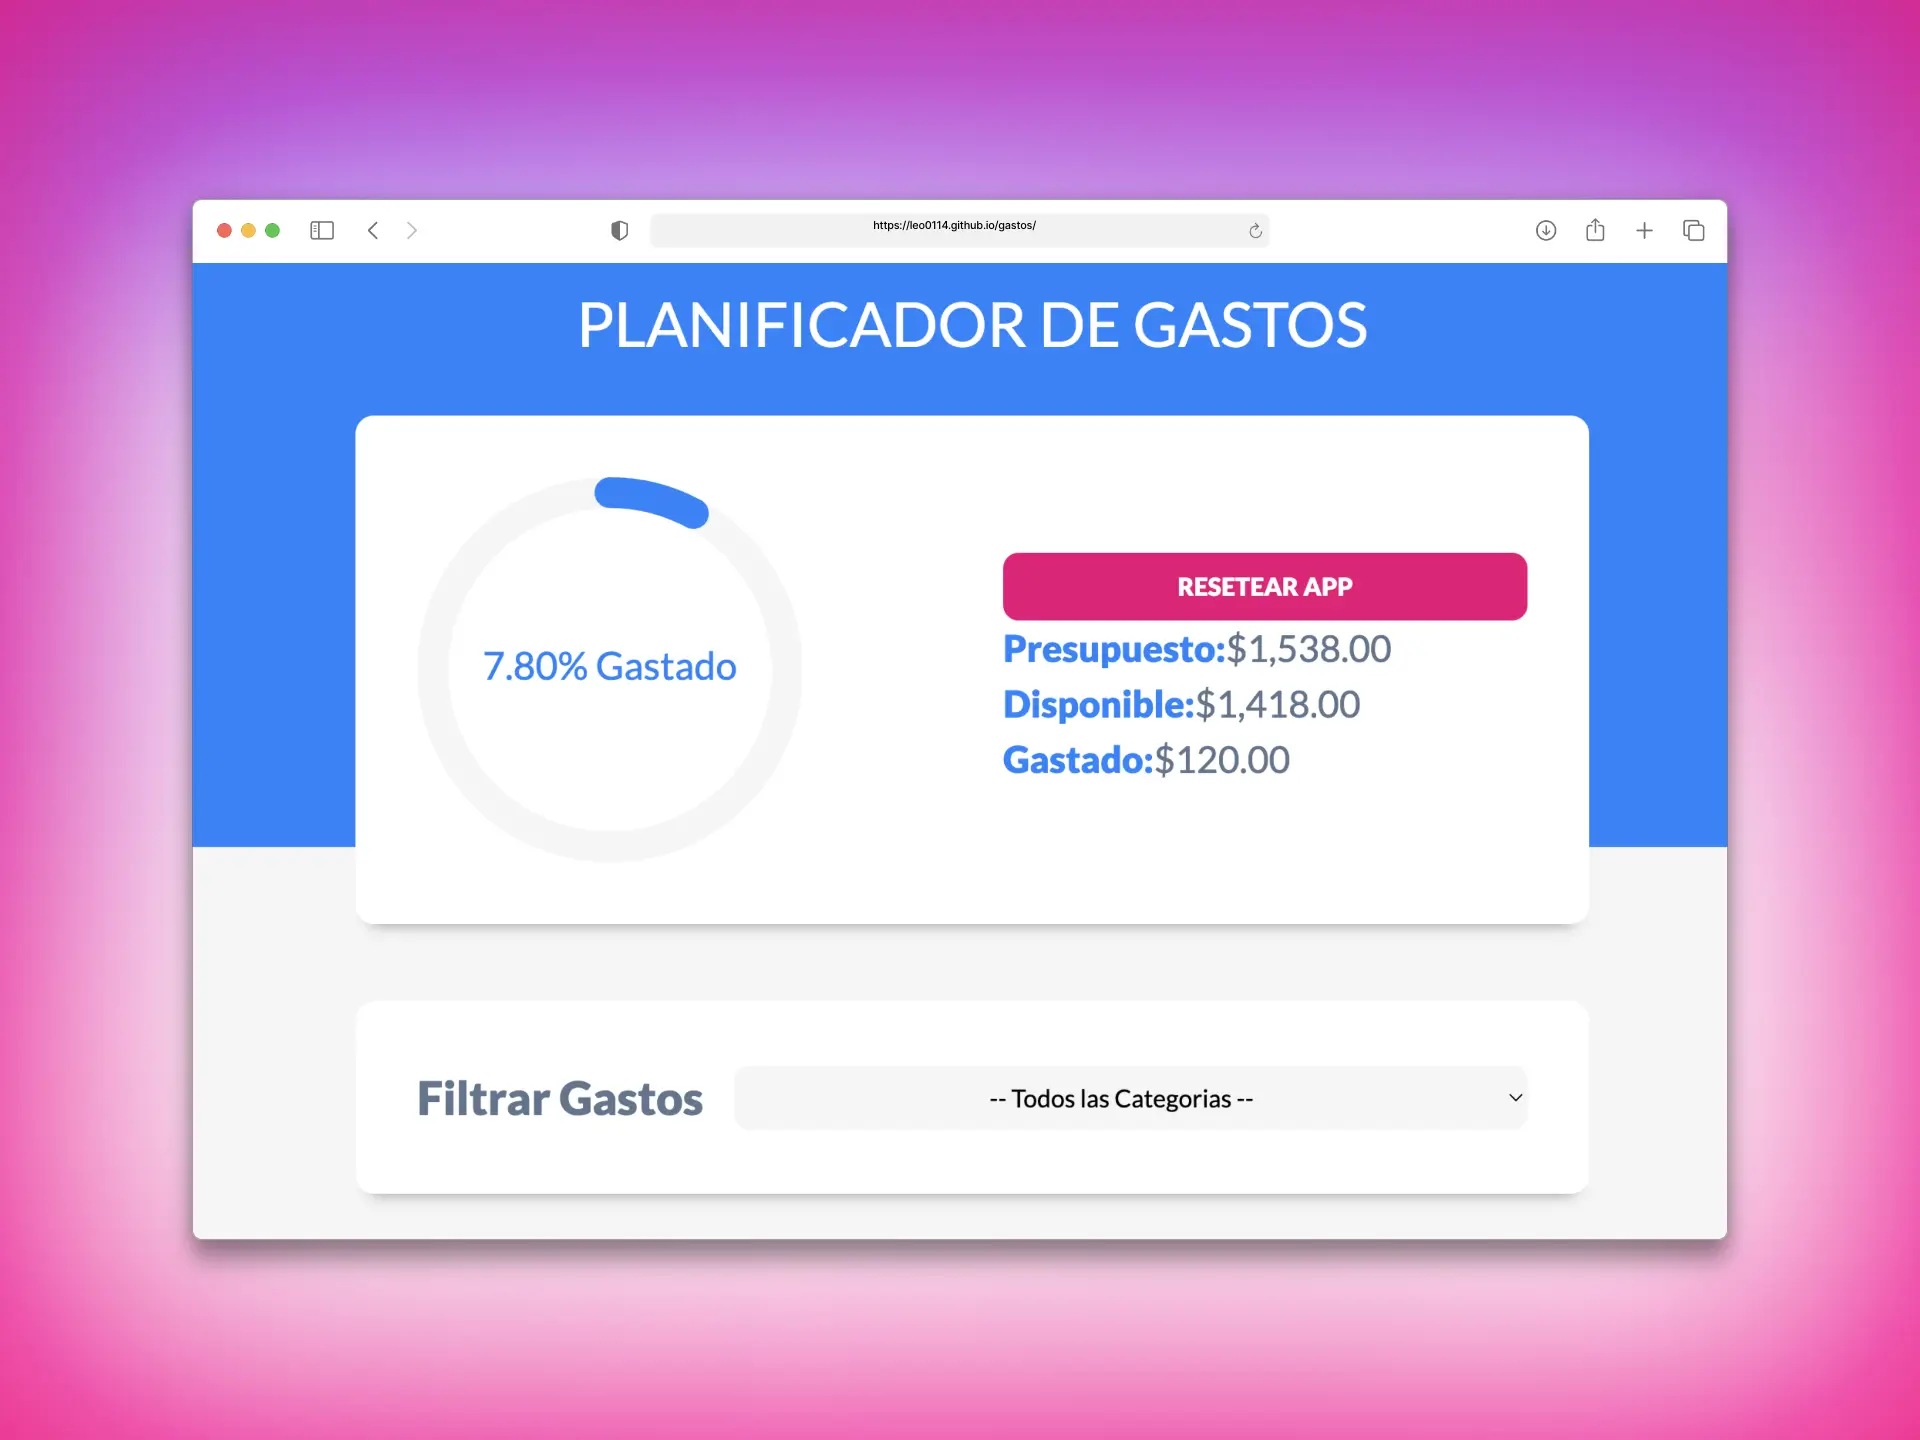 https://leo0114.github.io/gastos/
PLANIFICADOR DE GASTOS
7.80% Gastado
RESETEAR APP
Presupuesto:$1,538.00
Disponible:$1,418.00
Gastado:$120.00
Filtrar Gastos
-- Todos las Categorias --